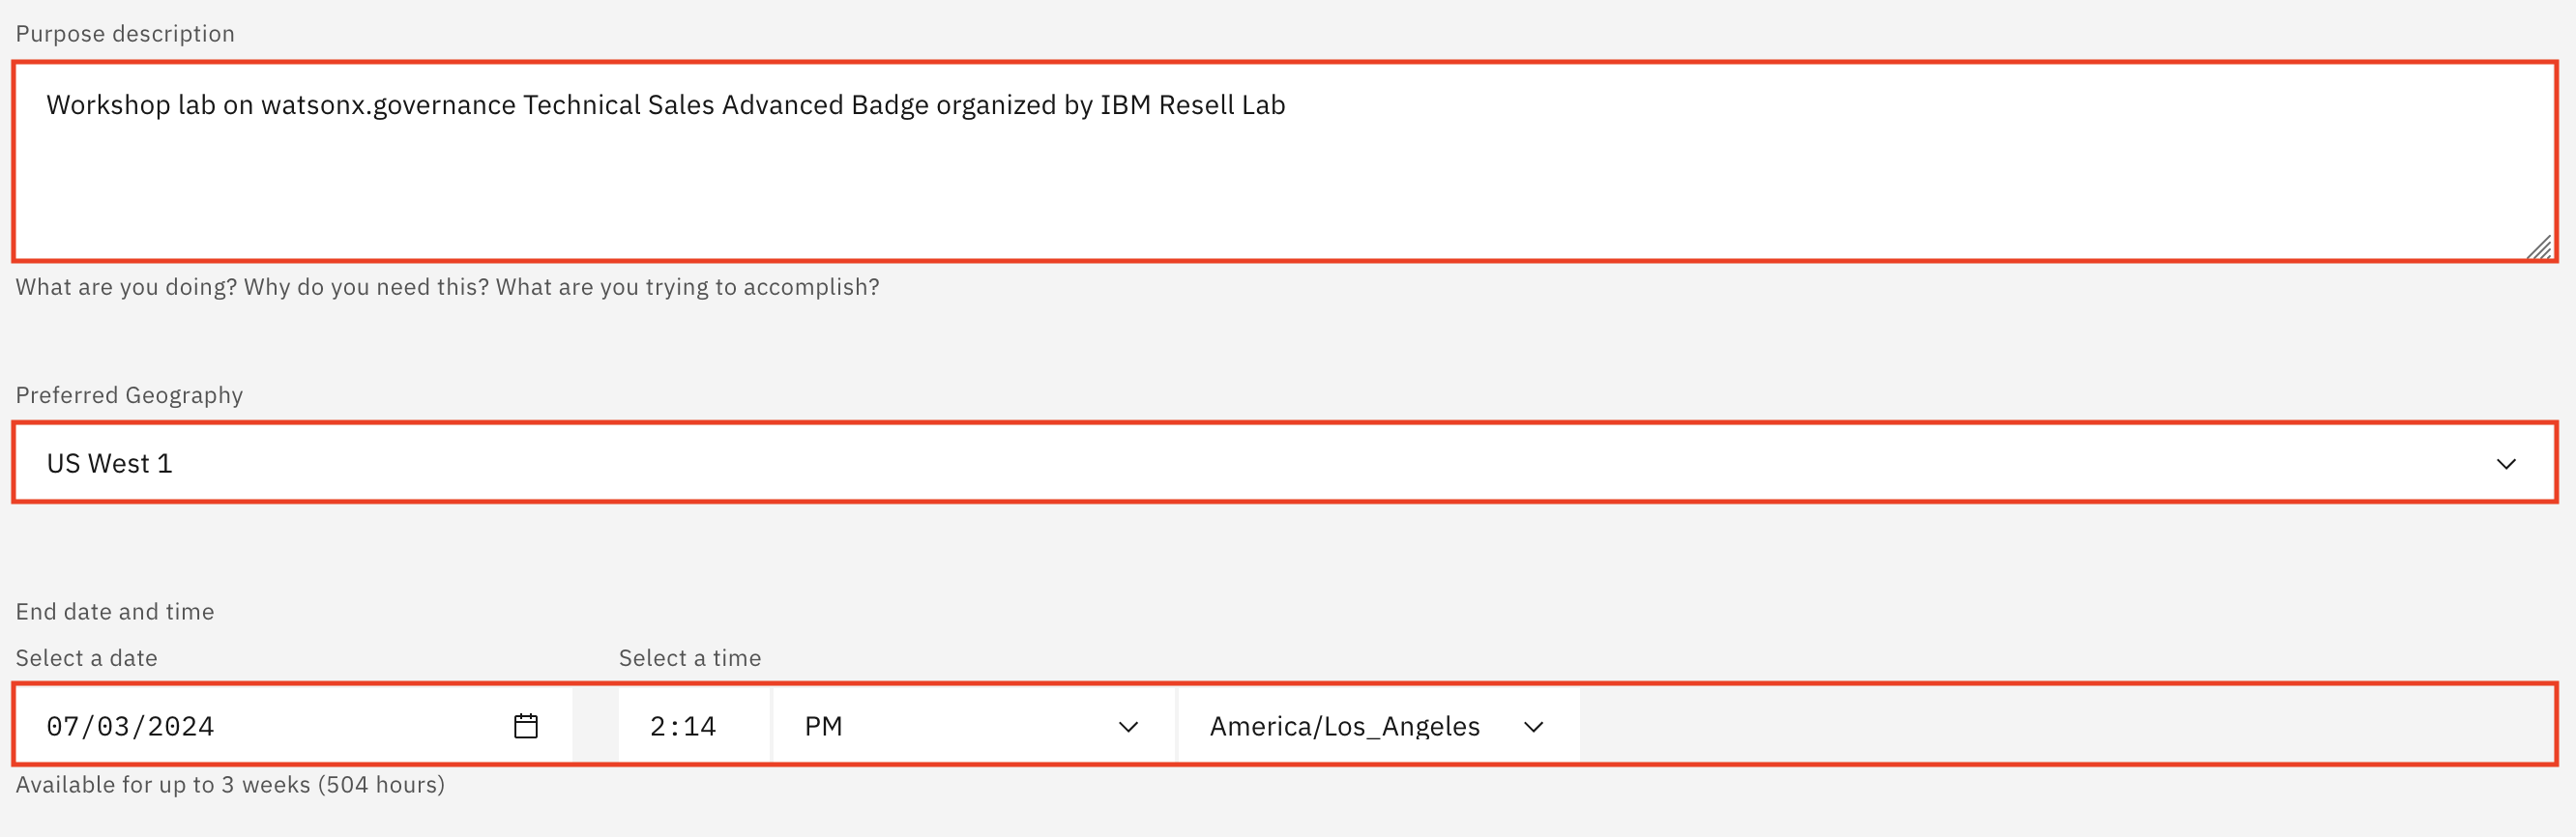 Purpose description
Workshop lab on watsonx.governance Technical Sales Advanced Badge organized by IBM Resell Lab
What are you doing? Why do you need this? What are you trying to accomplish?
Preferred Geography
US West 1
End date and time
Select a date Select a time
07/03/2024 2:14 PM America/Los_Angeles
Available for up to 3 weeks (504 hours)